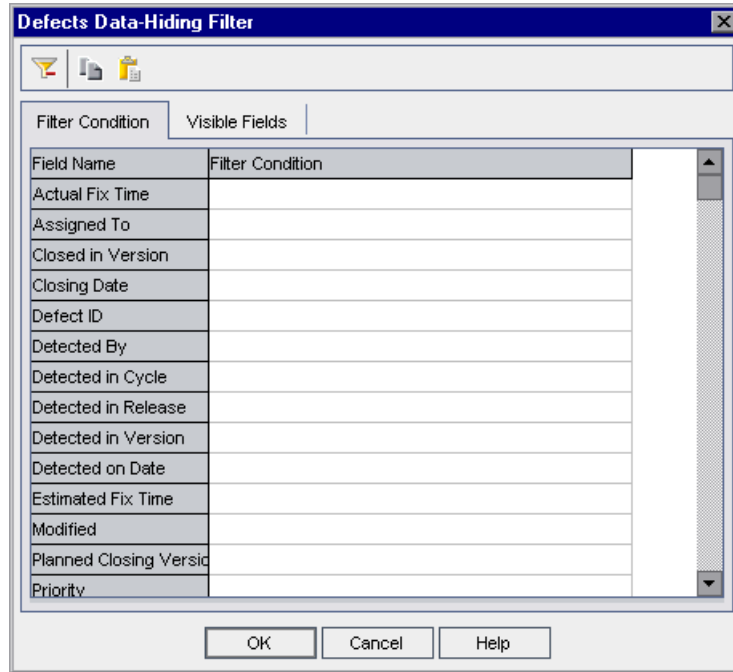 Defects Data-Hiding Filter
Filter Condition Visible Fields
Field Name Filter Condition
Actual Fix Time
Assigned To
Closed in Version
Closing Date
Defect ID
Detected By
Detected in Cycle
Detected in Release
Detected in Version
Detected on Date
Estimated Fix Time
Modified
Planned Closing Versio
Priority
OK Cancel Help